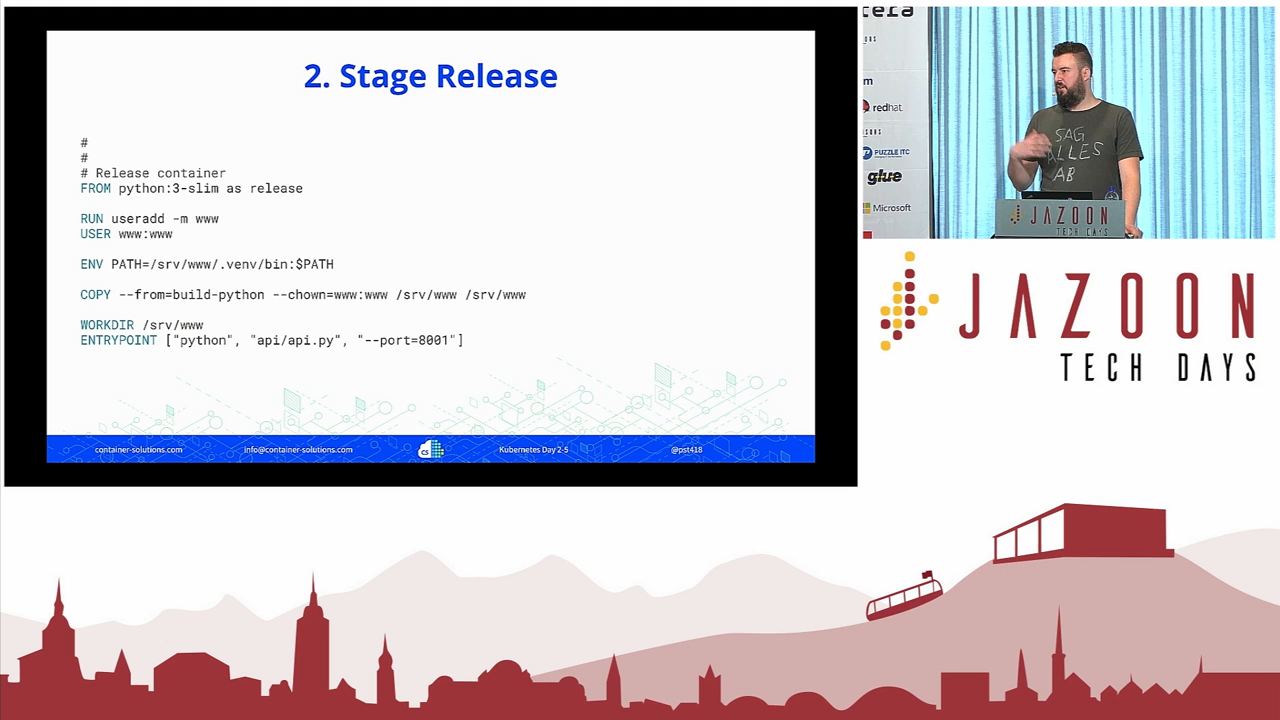 2. Stage Release
#
#
# Release container
FROM python:3-slim as release
RUN useradd -m www
USER www:www
ENV PATH=/srv/www/.venv/bin:$PATH
COPY --from=build-python --chown=www:www /srv/www /srv/www
WORKDIR /srv/www
ENTRYPOINT ["python", "api/api.py", "--port=8001"]
container-solutions.com
info@container-solutions.com
cs
Kubernetes Day 2-5
@pst418
redhat.
PUZZLE ITC
glue
Microsoft
SAG
ALLES
AB
JAZOON
TECH DAYS
JAZOON
TECH DAYS